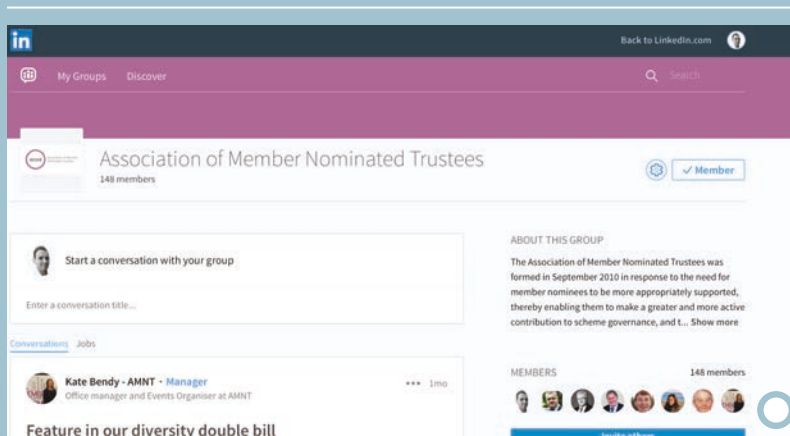 in
Back to LinkedIn.com
My Groups Discover
Search
Association of Member Nominated Trustees
148 members
✓ Member
Start a conversation with your group
Enter a conversation title...
Conversations Jobs
Kate Bendy - AMNT • Manager
Office manager and Events Organiser at AMNT
••• 1mo
Feature in our diversity double bill
ABOUT THIS GROUP
The Association of Member Nominated Trustees was
formed in September 2010 in response to the need for
member nominees to be more appropriately supported,
thereby enabling them to make a greater and more active
contribution to scheme governance, and t... Show more
MEMBERS 148 members
Invite others